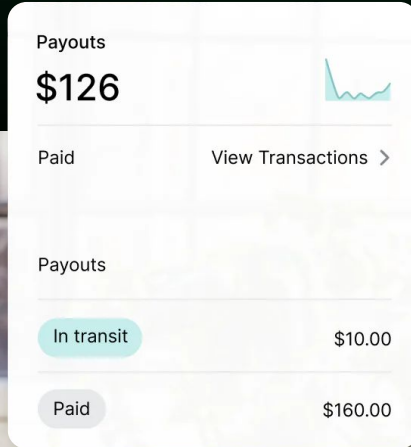 Payouts
$126
Paid View Transactions
Payouts
In transit $10.00
Paid $160.00